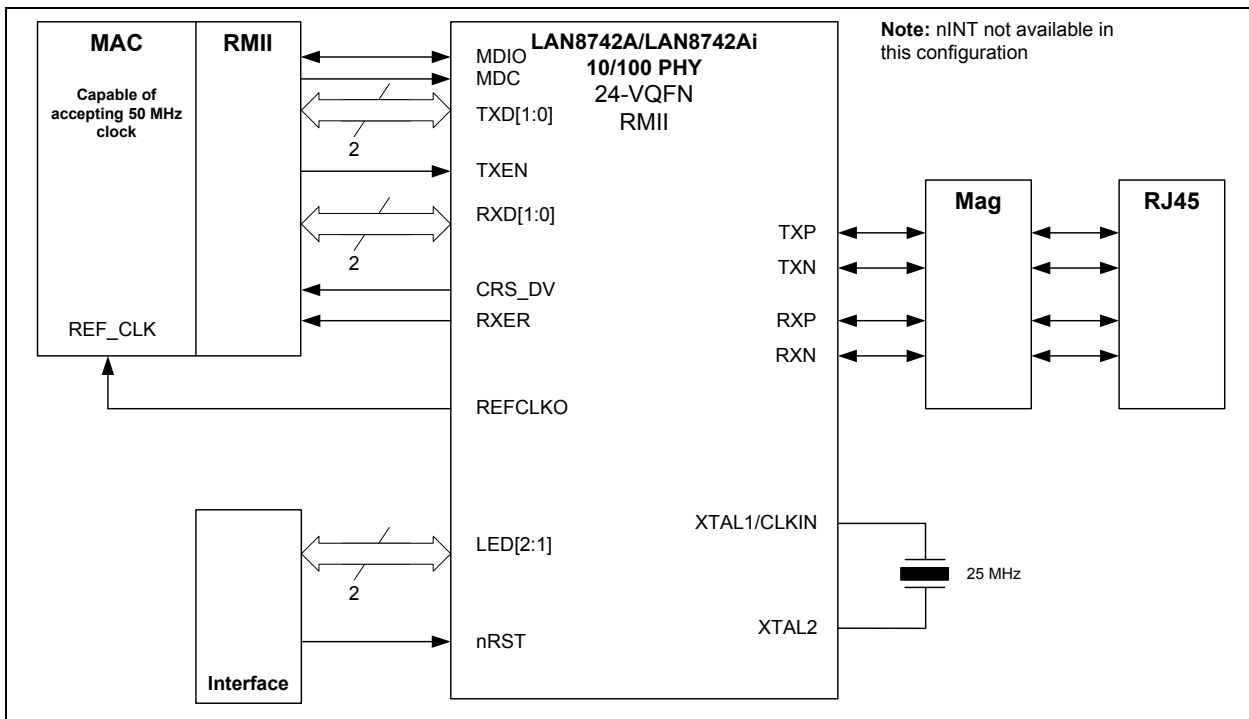 MAC
RMII
Capable of
accepting 50 MHz
clock
REF_CLK
LAN8742A/LAN8742Ai
10/100 PHY
24-VQFN
RMII
MDIO
MDC
TXD[1:0]
2
TXEN
RXD[1:0]
2
CRS_DV
RXER
REFCLKO
LED[2:1]
2
nRST
Interface
Note: nINT not available in
this configuration
TXP
TXN
RXP
RXN
Mag
RJ45
XTAL1/CLKIN
25 MHz
XTAL2